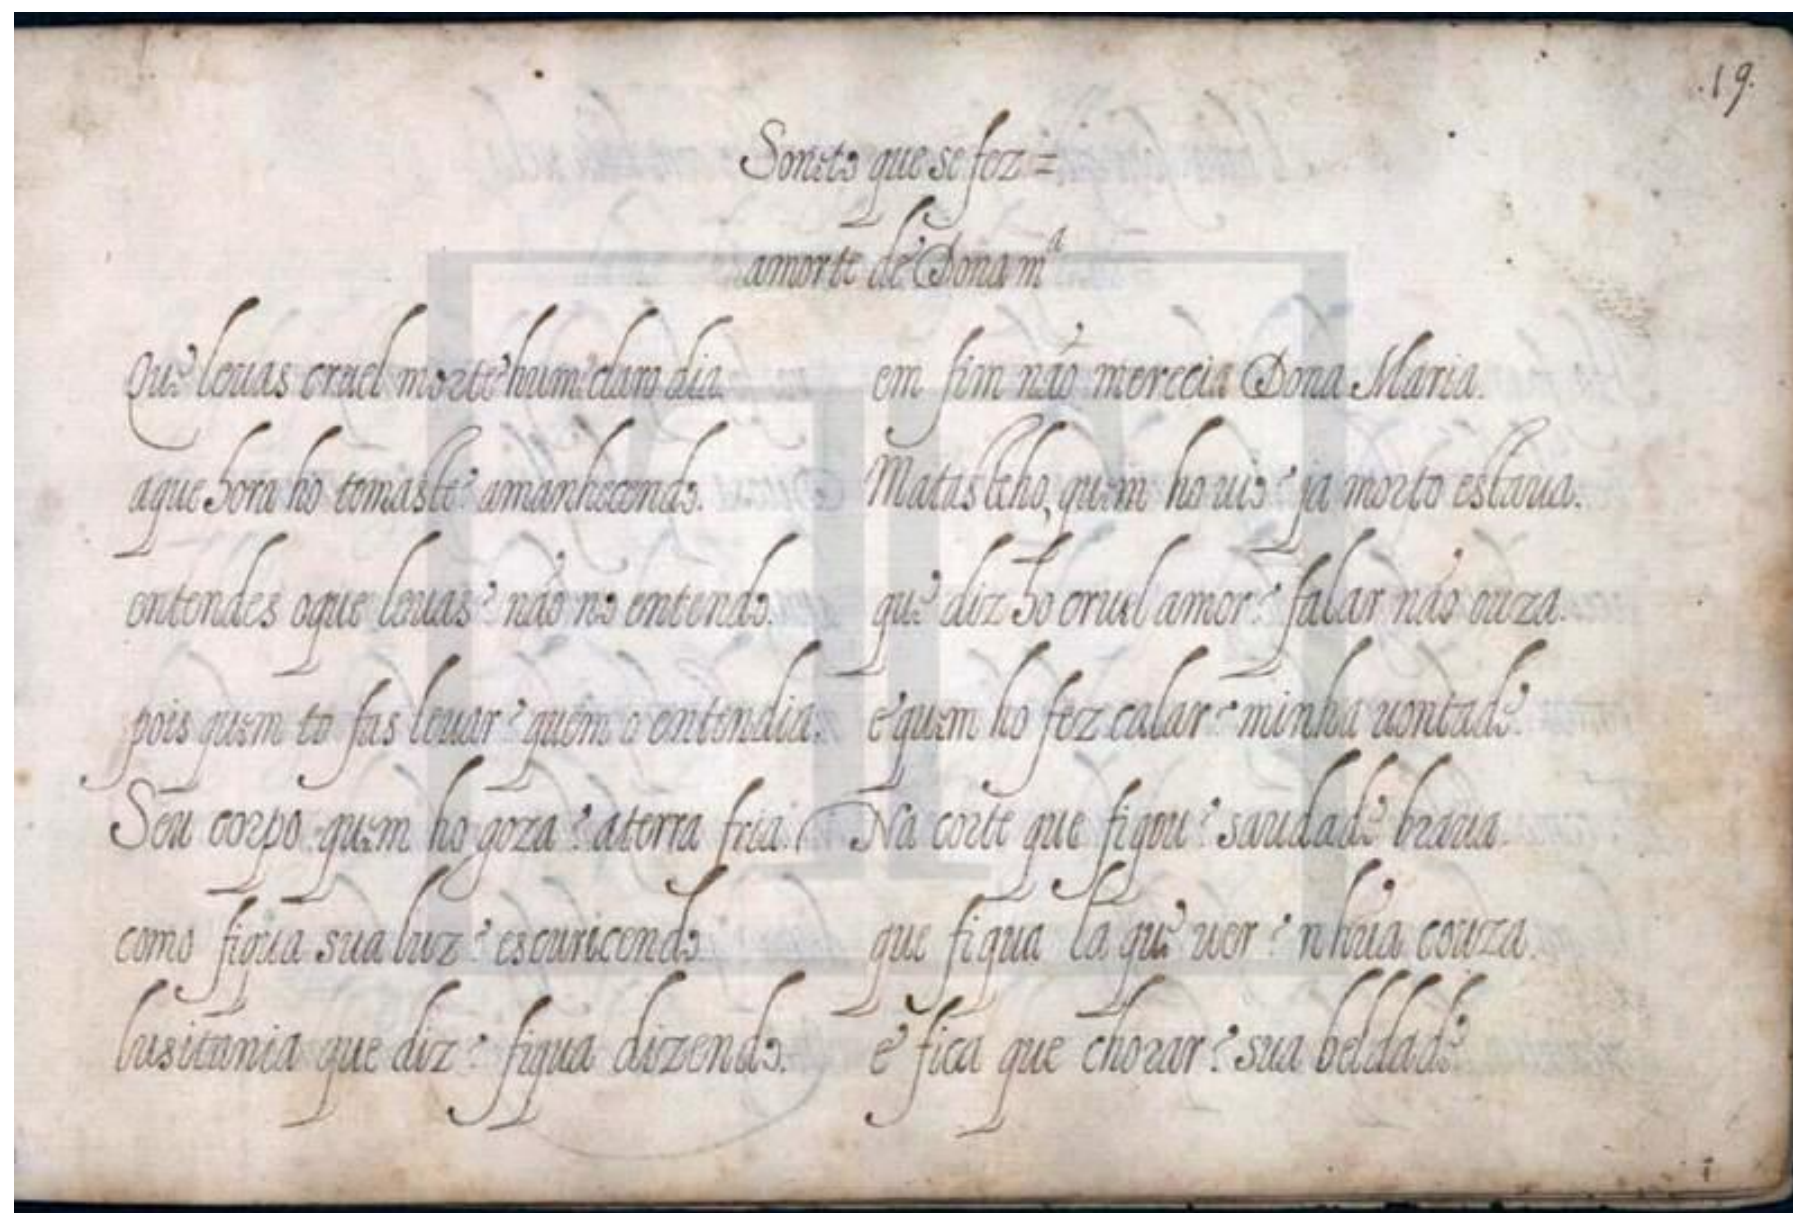 .19.
Soneto que se fez =
amorte de Dona mª
Que leuas cruel morte? hum claro dia.
aque hora ho tomaste? amanhecendo.
entendes oque leuas? não no entendo.
pois quem to fas leuar? quem o entendia.
Seu corpo quem ho goza? aterra fria.
como fiqua sua luz? escuricendo.
lusitania que diz? fiqua dizendo.
em fim não mereceia Dona Maria.
Matasteho, quem ho uio? ja morto estaua.
que diz ho cruel amor? falar não ouza.
e quem ho fez calar? minha uontade.
Na corte que fiqou? saudade braua.
que fiqua la que uer? nhũa couza.
e fica que chorar? sua beldade.